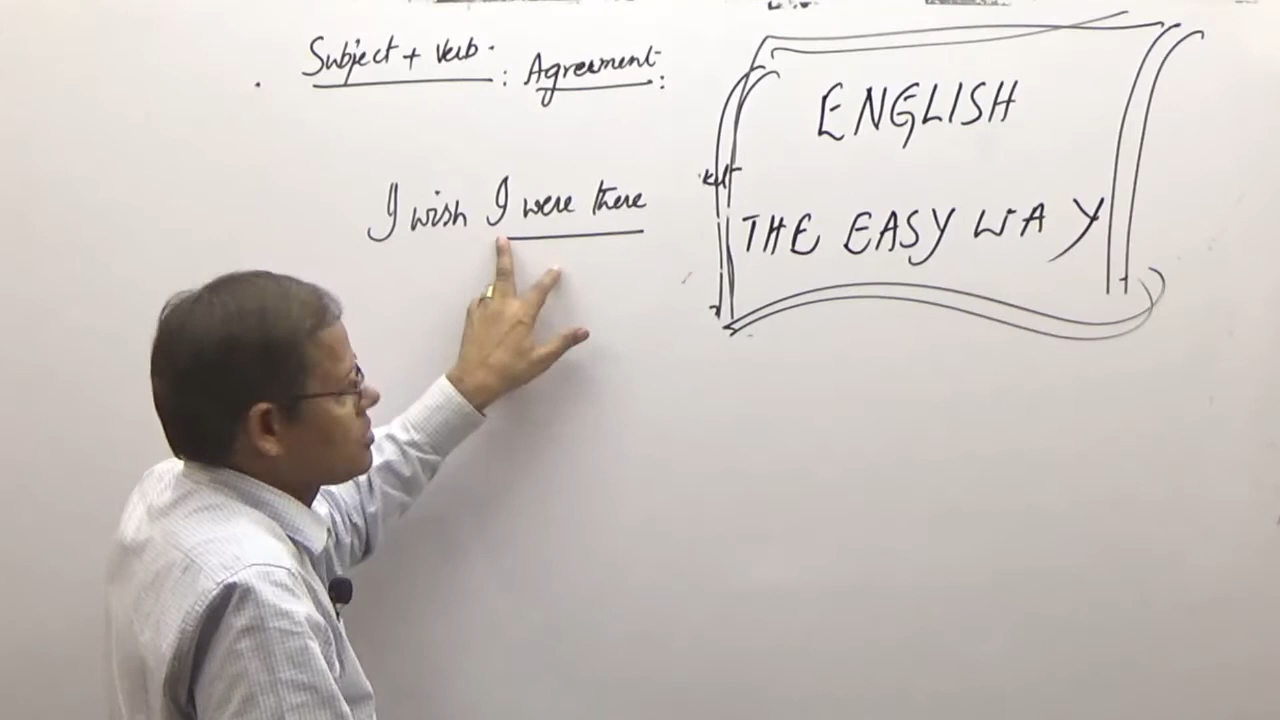 Subject + Verb. : Agreement :
I wish I were there
ENGLISH
THE EASY WAY